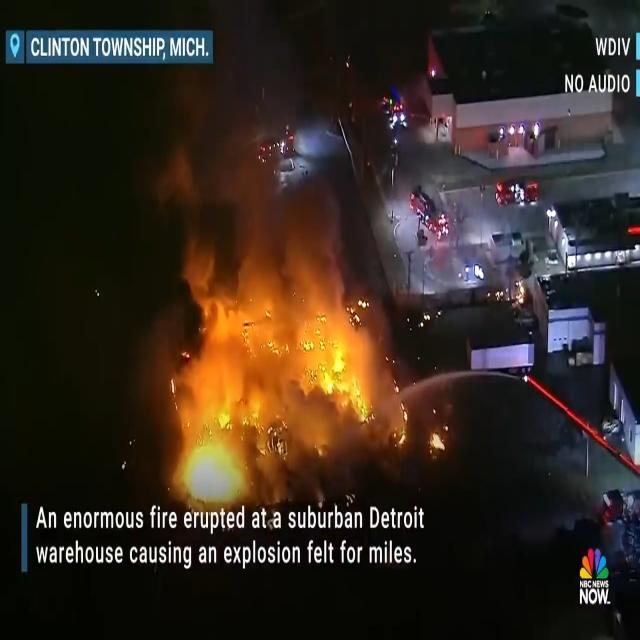 CLINTON TOWNSHIP, MICH.
WDIV
NO AUDIO
An enormous fire erupted at a suburban Detroit
warehouse causing an explosion felt for miles.
NBC NEWS
NOW.